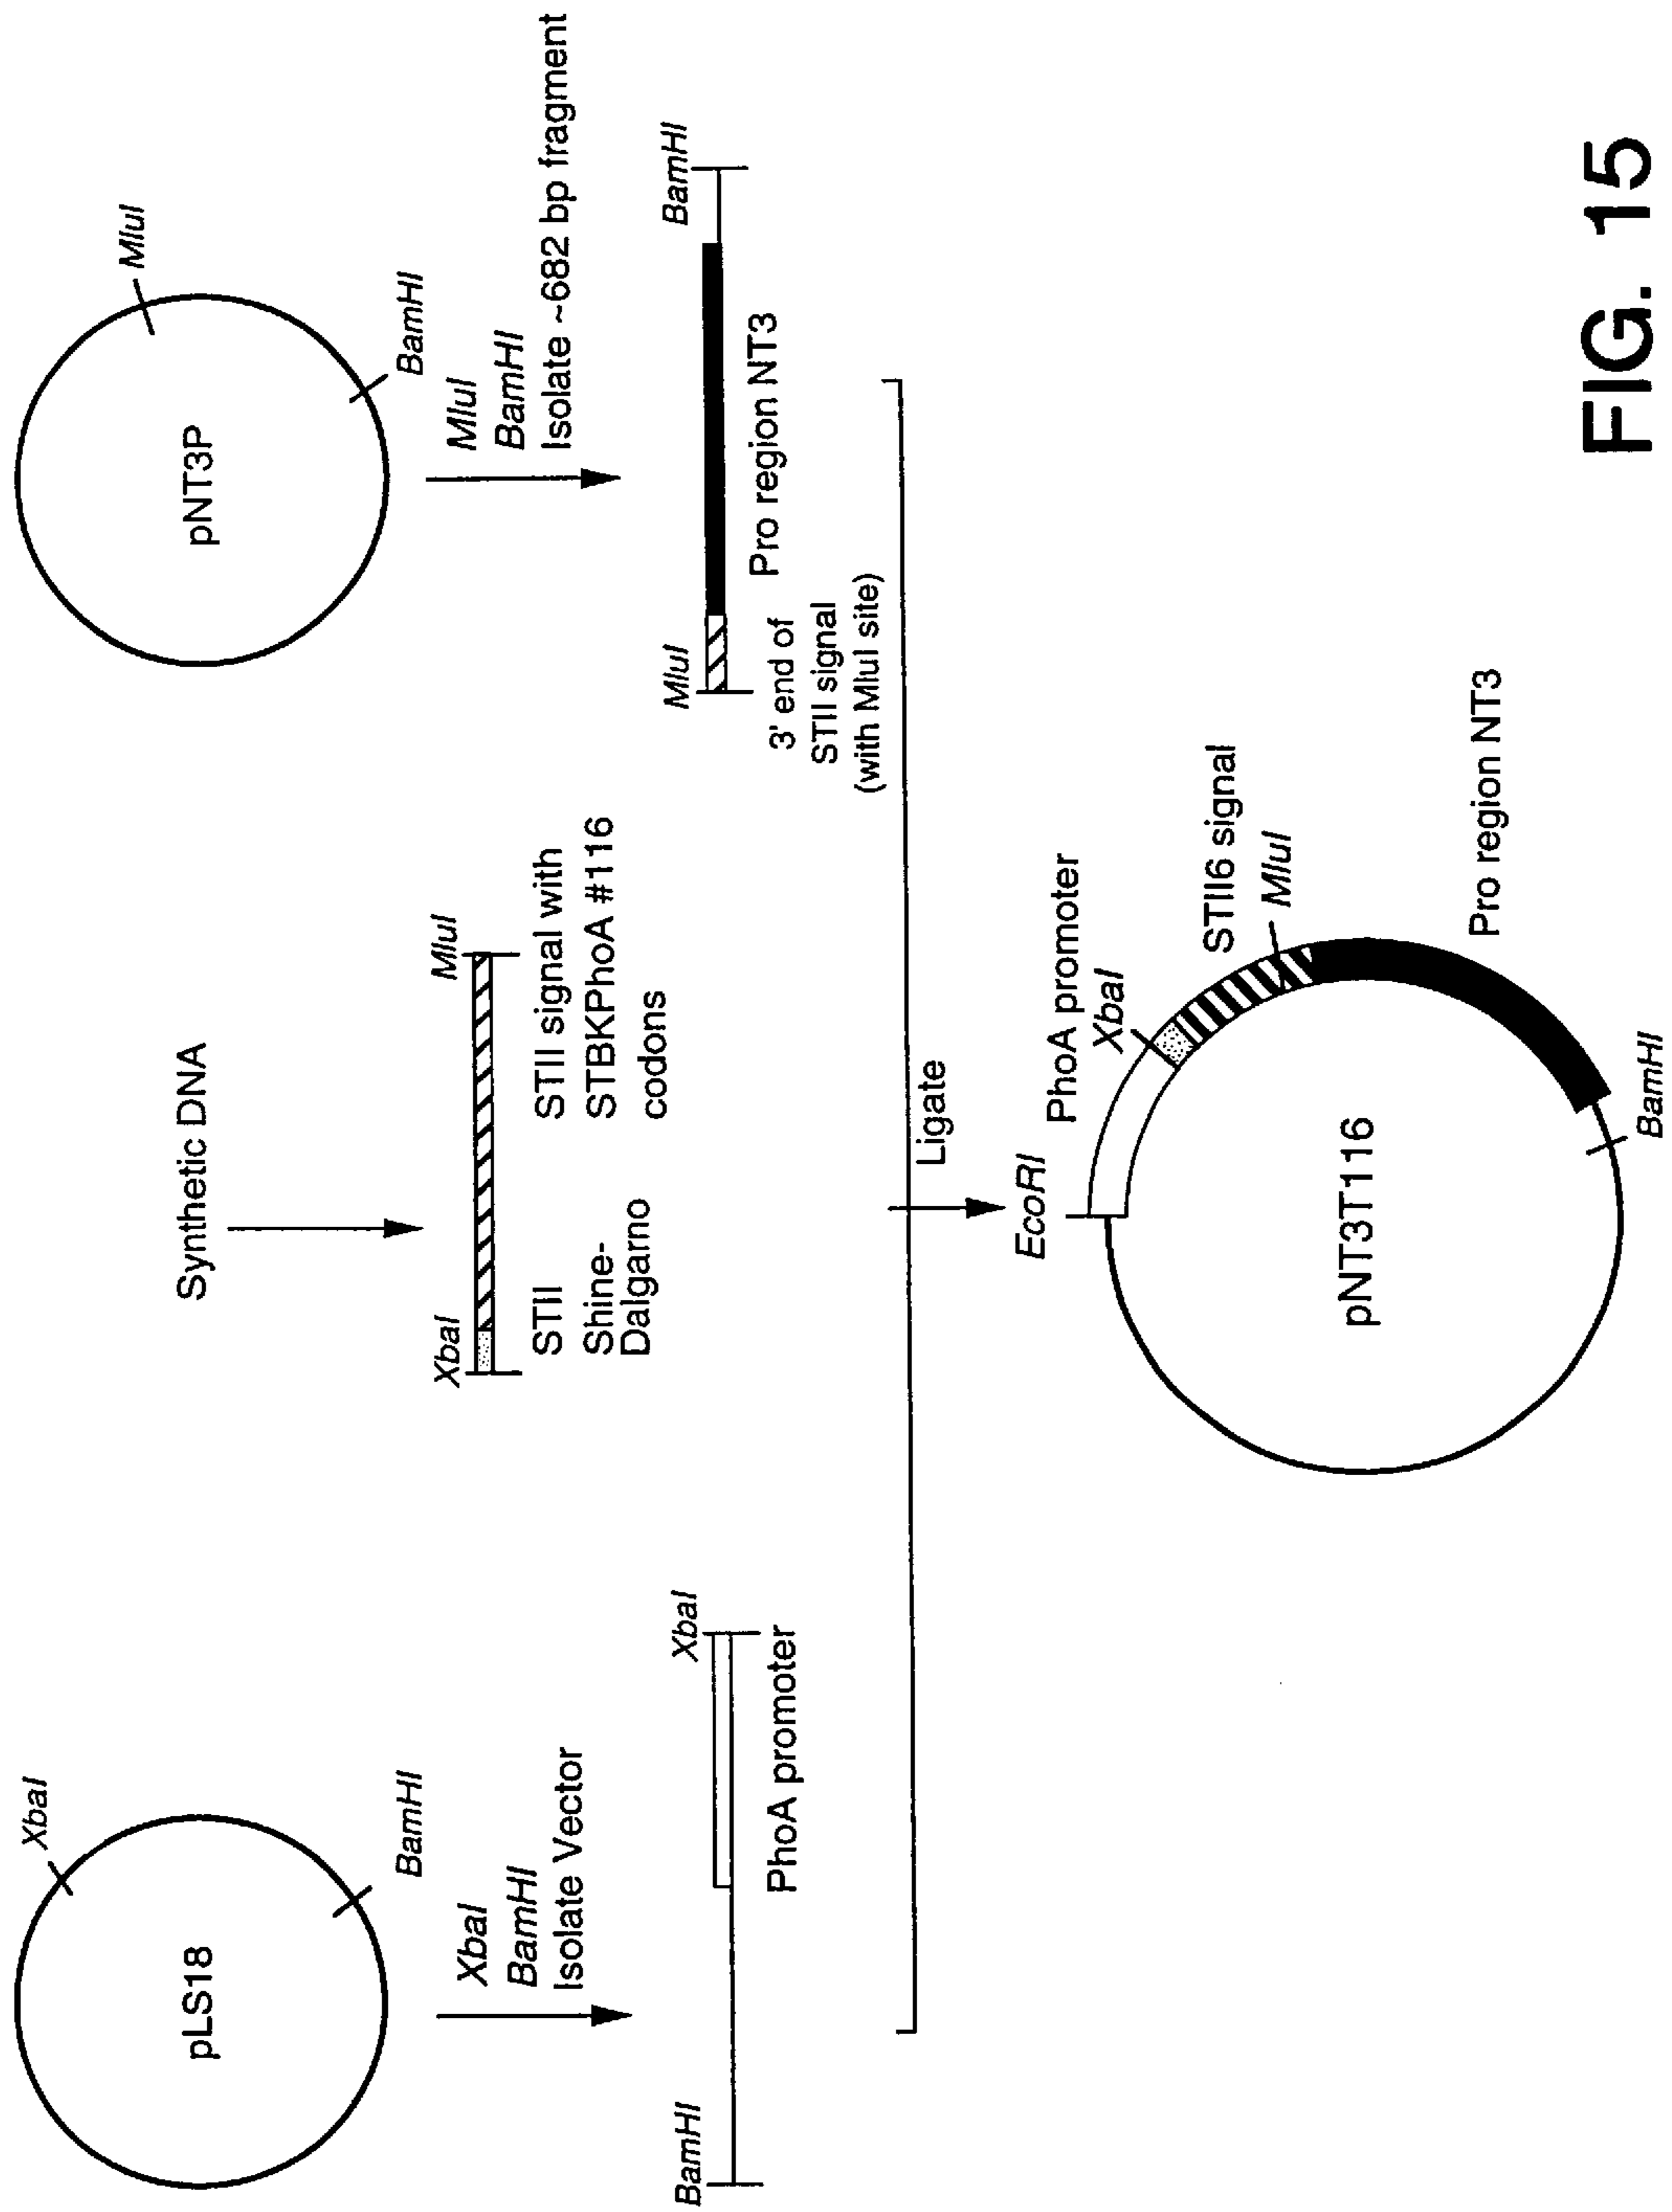 pLS18
XbaI
BamHI
XbaI
BamHI
Isolate Vector
BamHI
XbaI
PhoA promoter
Synthetic DNA
XbaI
MluI
STII
Shine-
Dalgarno
STII signal with
STBKPhoA #116
codons
pNT3P
MluI
BamHI
MluI
BamHI
Isolate ~682 bp fragment
MluI
BamHI
Pro region NT3
3' end of
STII signal
(with MluI site)
Ligate
EcoRI
PhoA promoter
XbaI
STII6 signal
MluI
Pro region NT3
BamHI
pNT3T116
FIG. 15